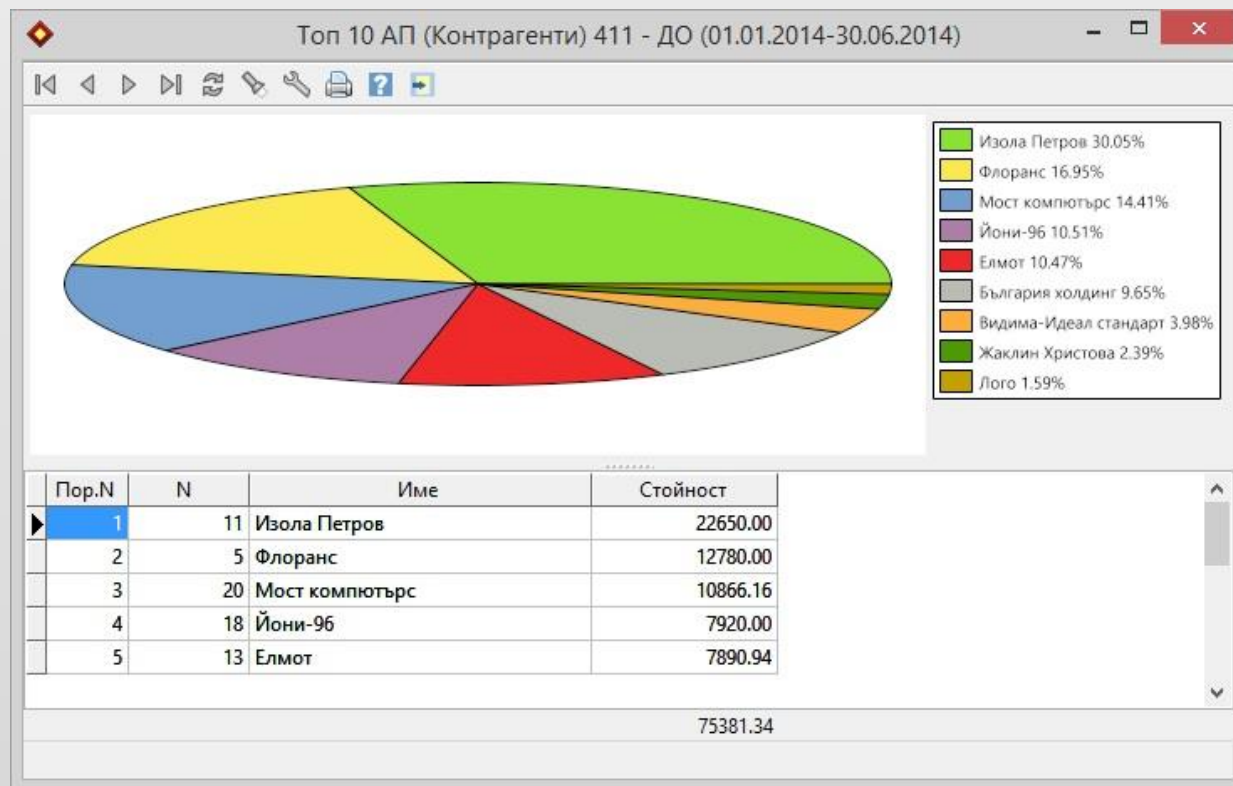 Топ 10 АП (Контрагенти) 411 - ДО (01.01.2014-30.06.2014)
Изола Петров 30.05%
Флоранс 16.95%
Мост компютърс 14.41%
Йони-96 10.51%
Елмот 10.47%
България холдинг 9.65%
Видима-Идеал стандарт 3.98%
Жаклин Христова 2.39%
Лого 1.59%
Пор.N N Име Стойност
1 11 Изола Петров 22650.00
2 5 Флоранс 12780.00
3 20 Мост компютърс 10866.16
4 18 Йони-96 7920.00
5 13 Елмот 7890.94
75381.34